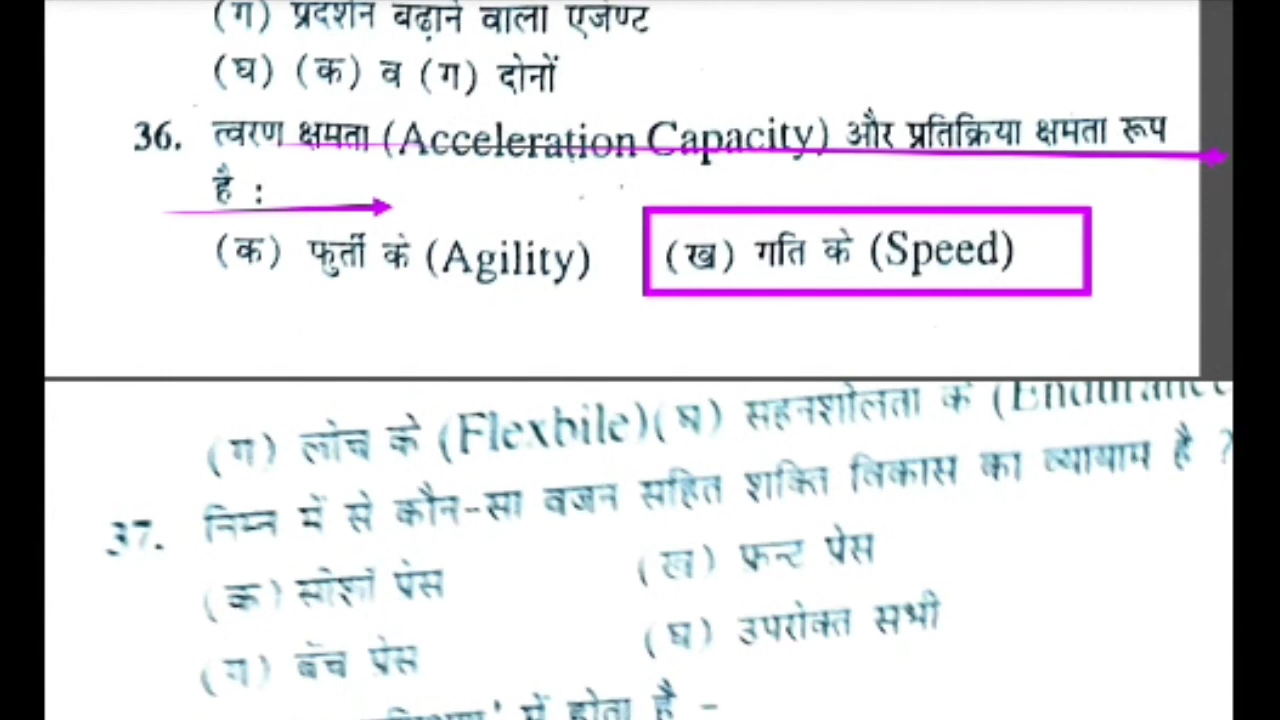 (ग) प्रदर्शन बढ़ाने वाला एजेण्ट
(घ) (क) व (ग) दोनों
36. त्वरण क्षमता (Acceleration Capacity) और प्रतिक्रिया क्षमता रूप
है :
(क) फुर्ती के (Agility) (ख) गति के (Speed)
(ग) लोच के (Flexbile) (घ) सहनशीलता के (Endurance
37. निम्न में से कौन-सा वजन सहित शक्ति विकास का व्यायाम है ?
(क) प्रेस (ख) फ्रन्ट प्रेस
(ग) बेंच प्रेस (घ) उपरोक्त सभी
में होता है -